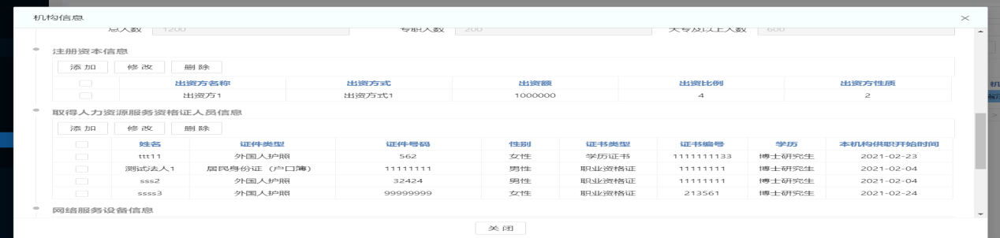 机构信息 ×
总人数 1200 专职人数 200 大专及以上人数 600
注册资本信息
添加 修改 删除
出资方名称 出资方式 出资额 出资比例 出资方性质
出资方1 出资方式1 1000000 4 2
取得人力资源服务资格证人员信息
添加 修改 删除
姓名 证件类型 证件号码 性别 证书类型 证书编号 学历 本机构供职开始时间
ttt11 外国人护照 562 女性 学历证书 1111111133 博士研究生 2021-02-23
测试法人1 居民身份证（户口簿） 11111111 男性 职业资格证 11111111 博士研究生 2021-02-04
sss2 外国人护照 32424 男性 职业资格证 11111111 博士研究生 2021-02-04
ssss3 外国人护照 99999999 女性 职业资格证 213561 博士研究生 2021-02-24
网络服务设备信息
关闭